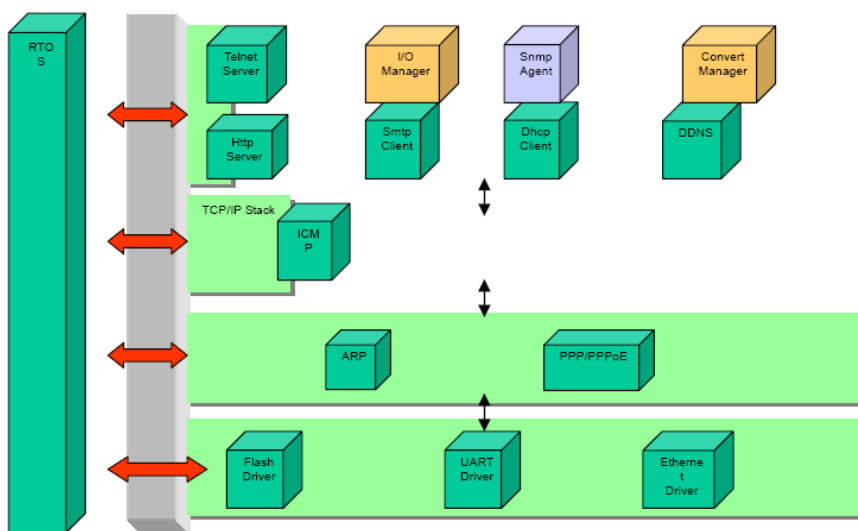 RTO
S
Telnet
Server
I/O
Manager
Snmp
Agent
Convert
Manager
Http
Server
Smtp
Client
Dhcp
Client
DDNS
TCP/IP Stack
ICM
P
ARP
PPP/PPPoE
Flash
Driver
UART
Driver
Etherne
t
Driver